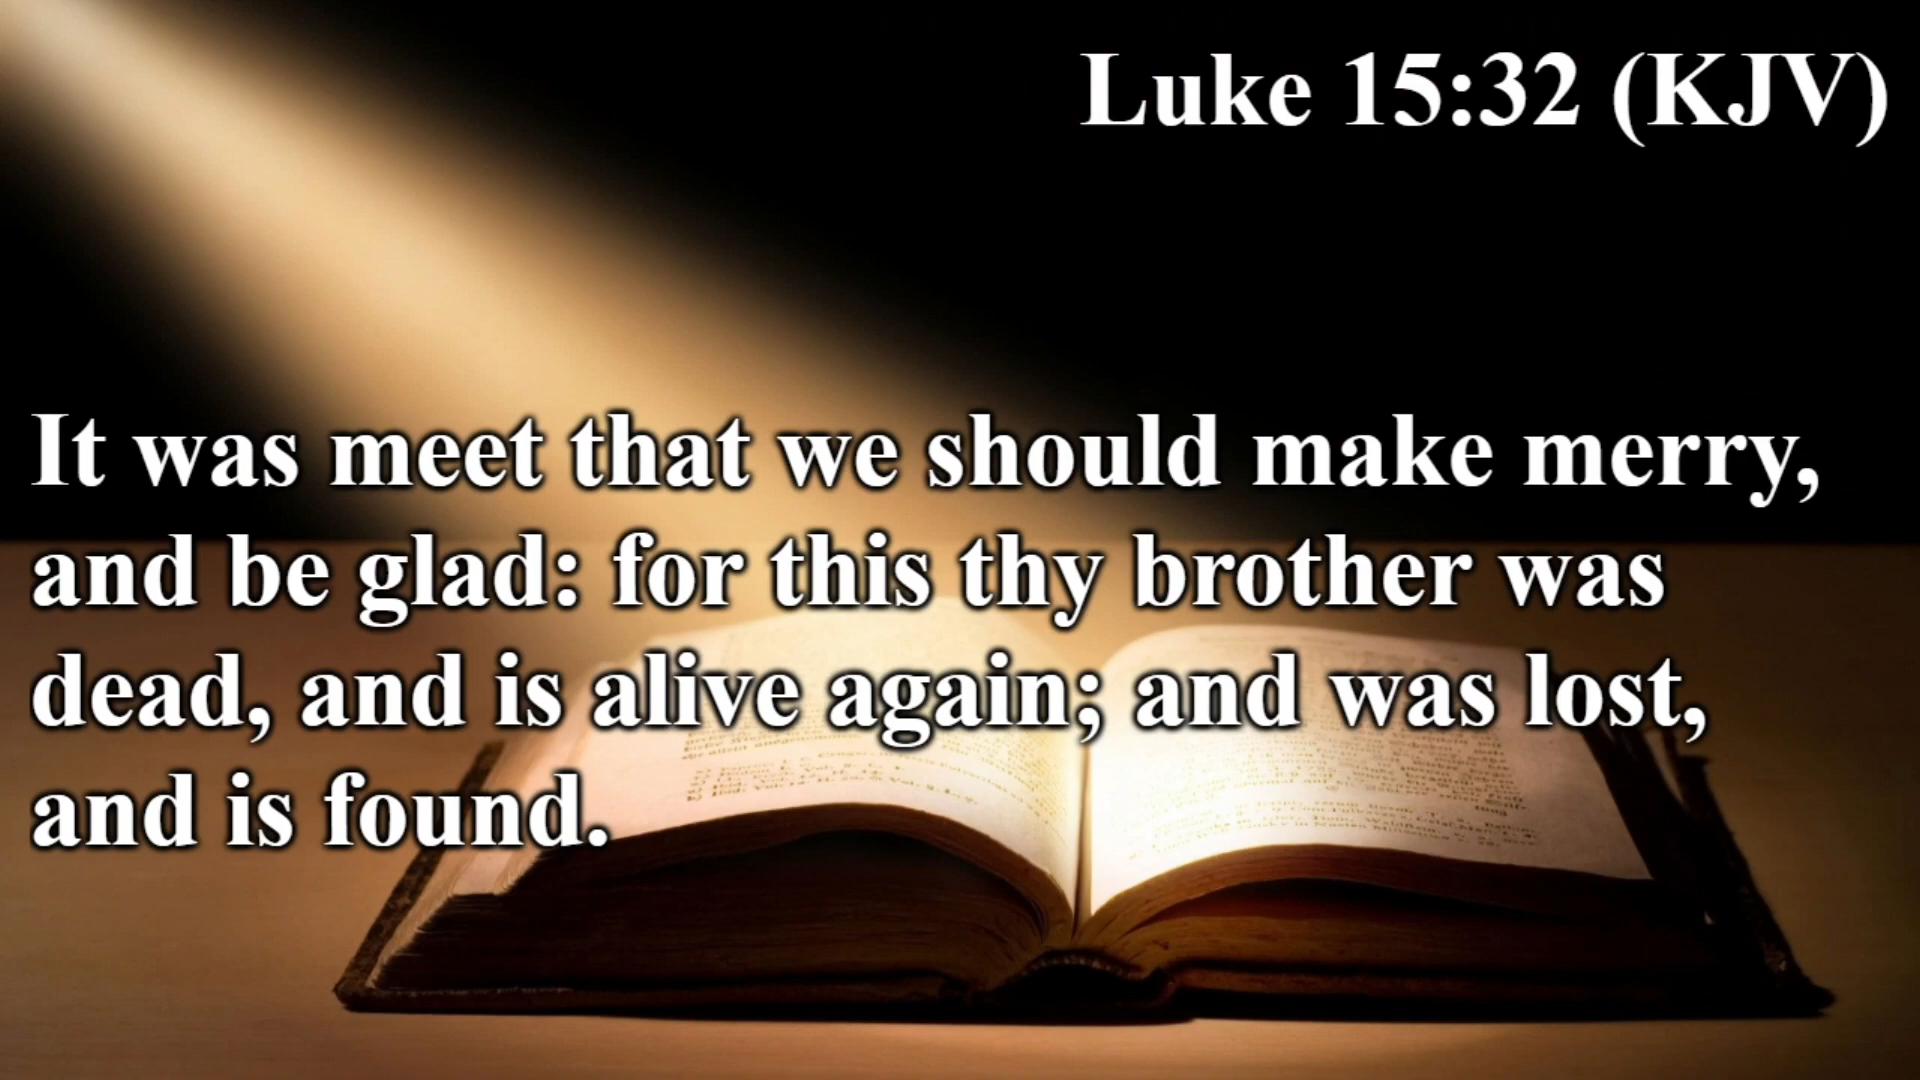 Luke 15:32 (KJV)
It was meet that we should make merry,
and be glad: for this thy brother was
dead, and is alive again; and was lost,
and is found.